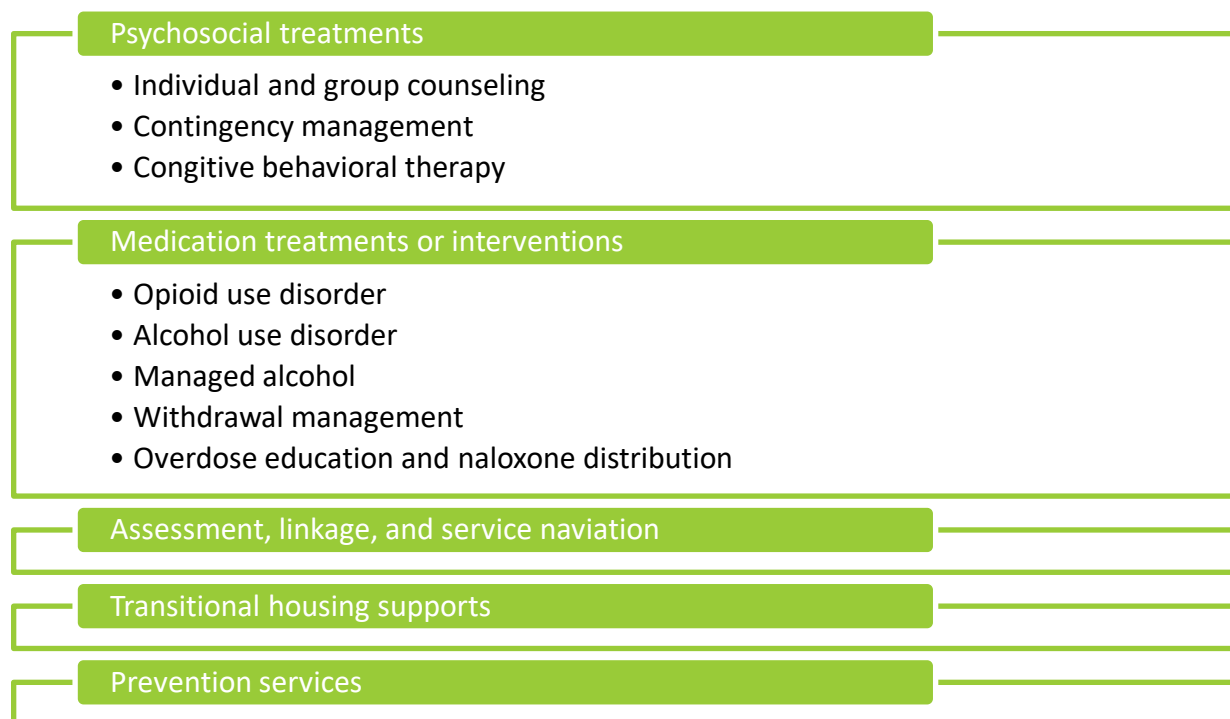 Psychosocial treatments
• Individual and group counseling
• Contingency management
• Congitive behavioral therapy
Medication treatments or interventions
• Opioid use disorder
• Alcohol use disorder
• Managed alcohol
• Withdrawal management
• Overdose education and naloxone distribution
Assessment, linkage, and service naviation
Transitional housing supports
Prevention services